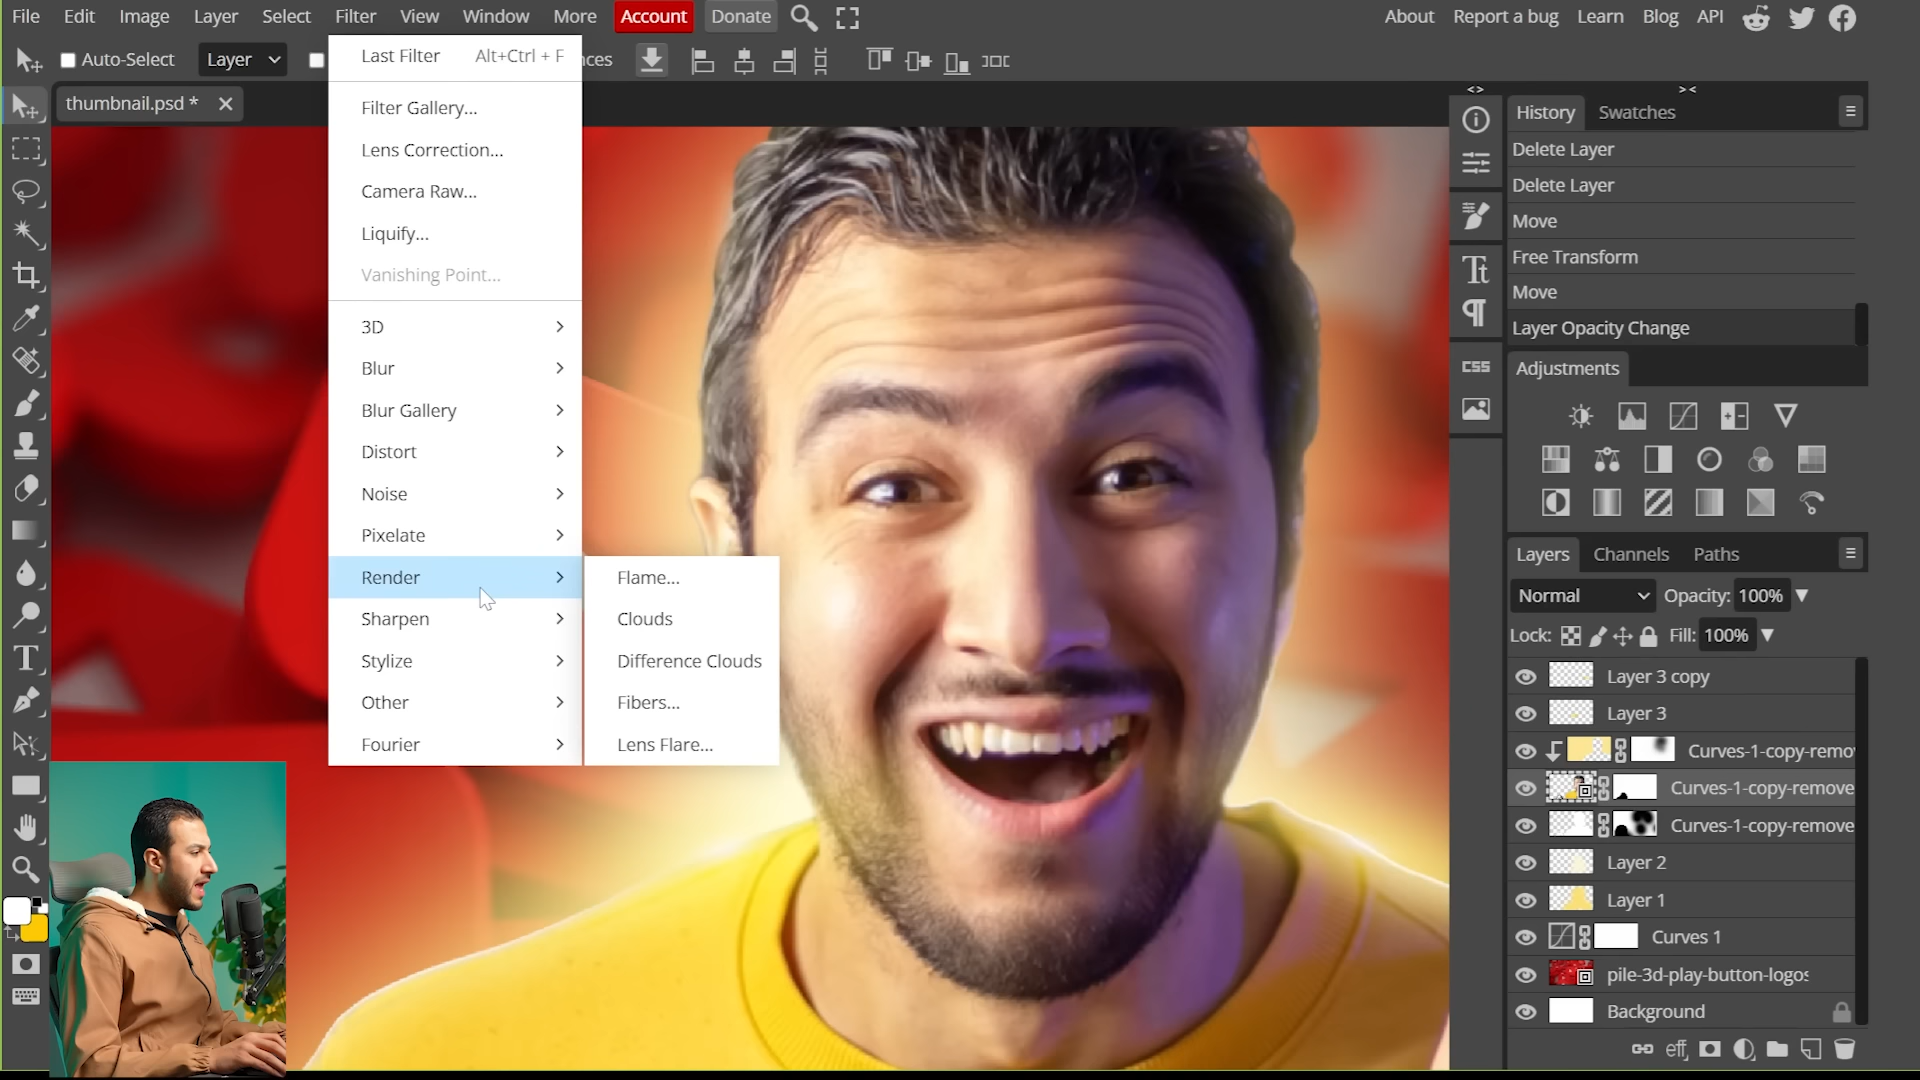 File Edit Image Layer Select Filter View Window More Account Donate
About Report a bug Learn Blog API
Auto-Select Layer nces
thumbnail.psd *
Last Filter Alt+Ctrl + F
Filter Gallery...
Lens Correction...
Camera Raw...
Liquify...
Vanishing Point...
3D
Blur
Blur Gallery
Distort
Noise
Pixelate
Render
Sharpen
Stylize
Other
Fourier
Flame...
Clouds
Difference Clouds
Fibers...
Lens Flare...
CSS
History Swatches
Delete Layer
Delete Layer
Move
Free Transform
Move
Layer Opacity Change
Adjustments
Layers Channels Paths
Normal Opacity: 100%
Lock: Fill: 100%
Layer 3 copy
Layer 3
Curves-1-copy-remov
Curves-1-copy-remove
Curves-1-copy-remove
Layer 2
Layer 1
Curves 1
pile-3d-play-button-logos
Background
eff